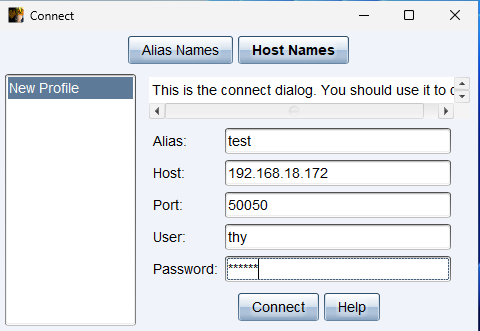 Connect
Alias Names
Host Names
New Profile
This is the connect dialog. You should use it to
Alias: test
Host: 192.168.18.172
Port: 50050
User: thy
Password: ******
Connect
Help